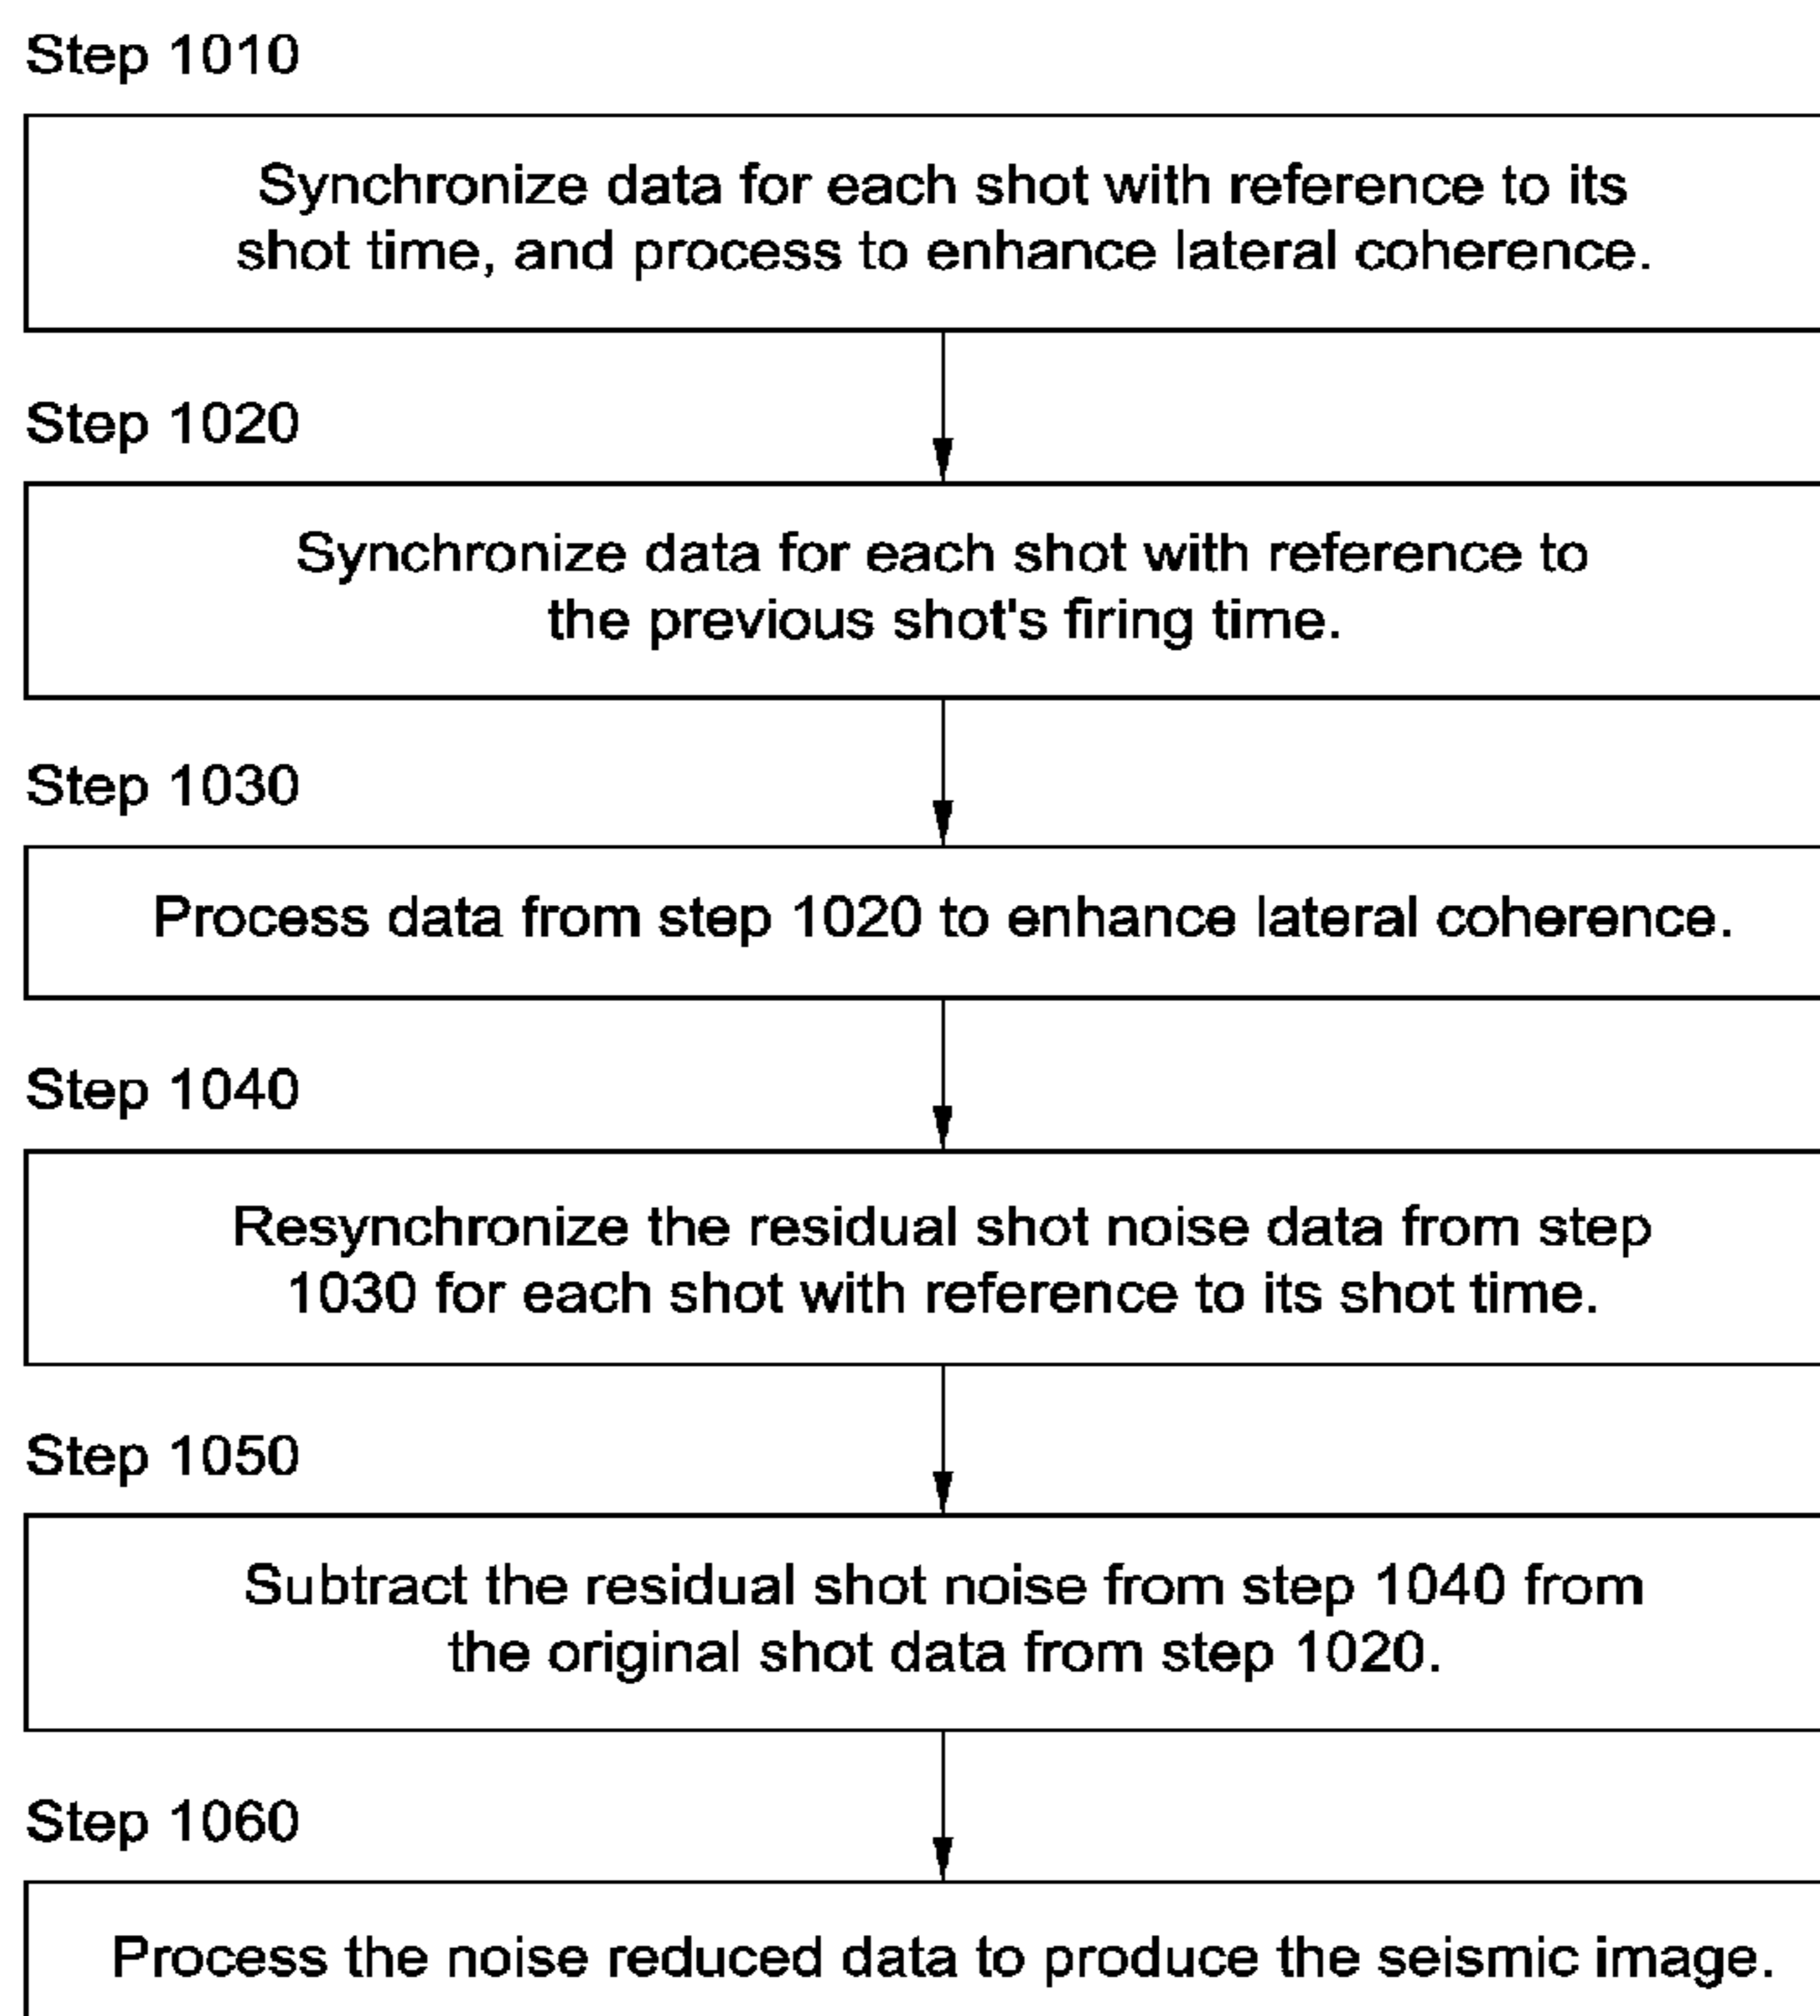 Step 1010
Synchronize data for each shot with reference to its
shot time, and process to enhance lateral coherence.
Step 1020
Synchronize data for each shot with reference to
the previous shot's firing time.
Step 1030
Process data from step 1020 to enhance lateral coherence.
Step 1040
Resynchronize the residual shot noise data from step
1030 for each shot with reference to its shot time.
Step 1050
Subtract the residual shot noise from step 1040 from
the original shot data from step 1020.
Step 1060
Process the noise reduced data to produce the seismic image.